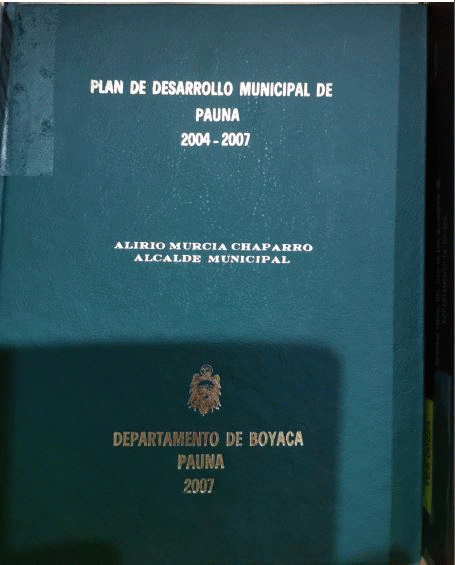 PLAN DE DESARROLLO MUNICIPAL DE
PAUNA
2004 - 2007
ALIRIO MURCIA CHAPARRO
ALCALDE MUNICIPAL
DEPARTAMENTO DE BOYACA
PAUNA
2007